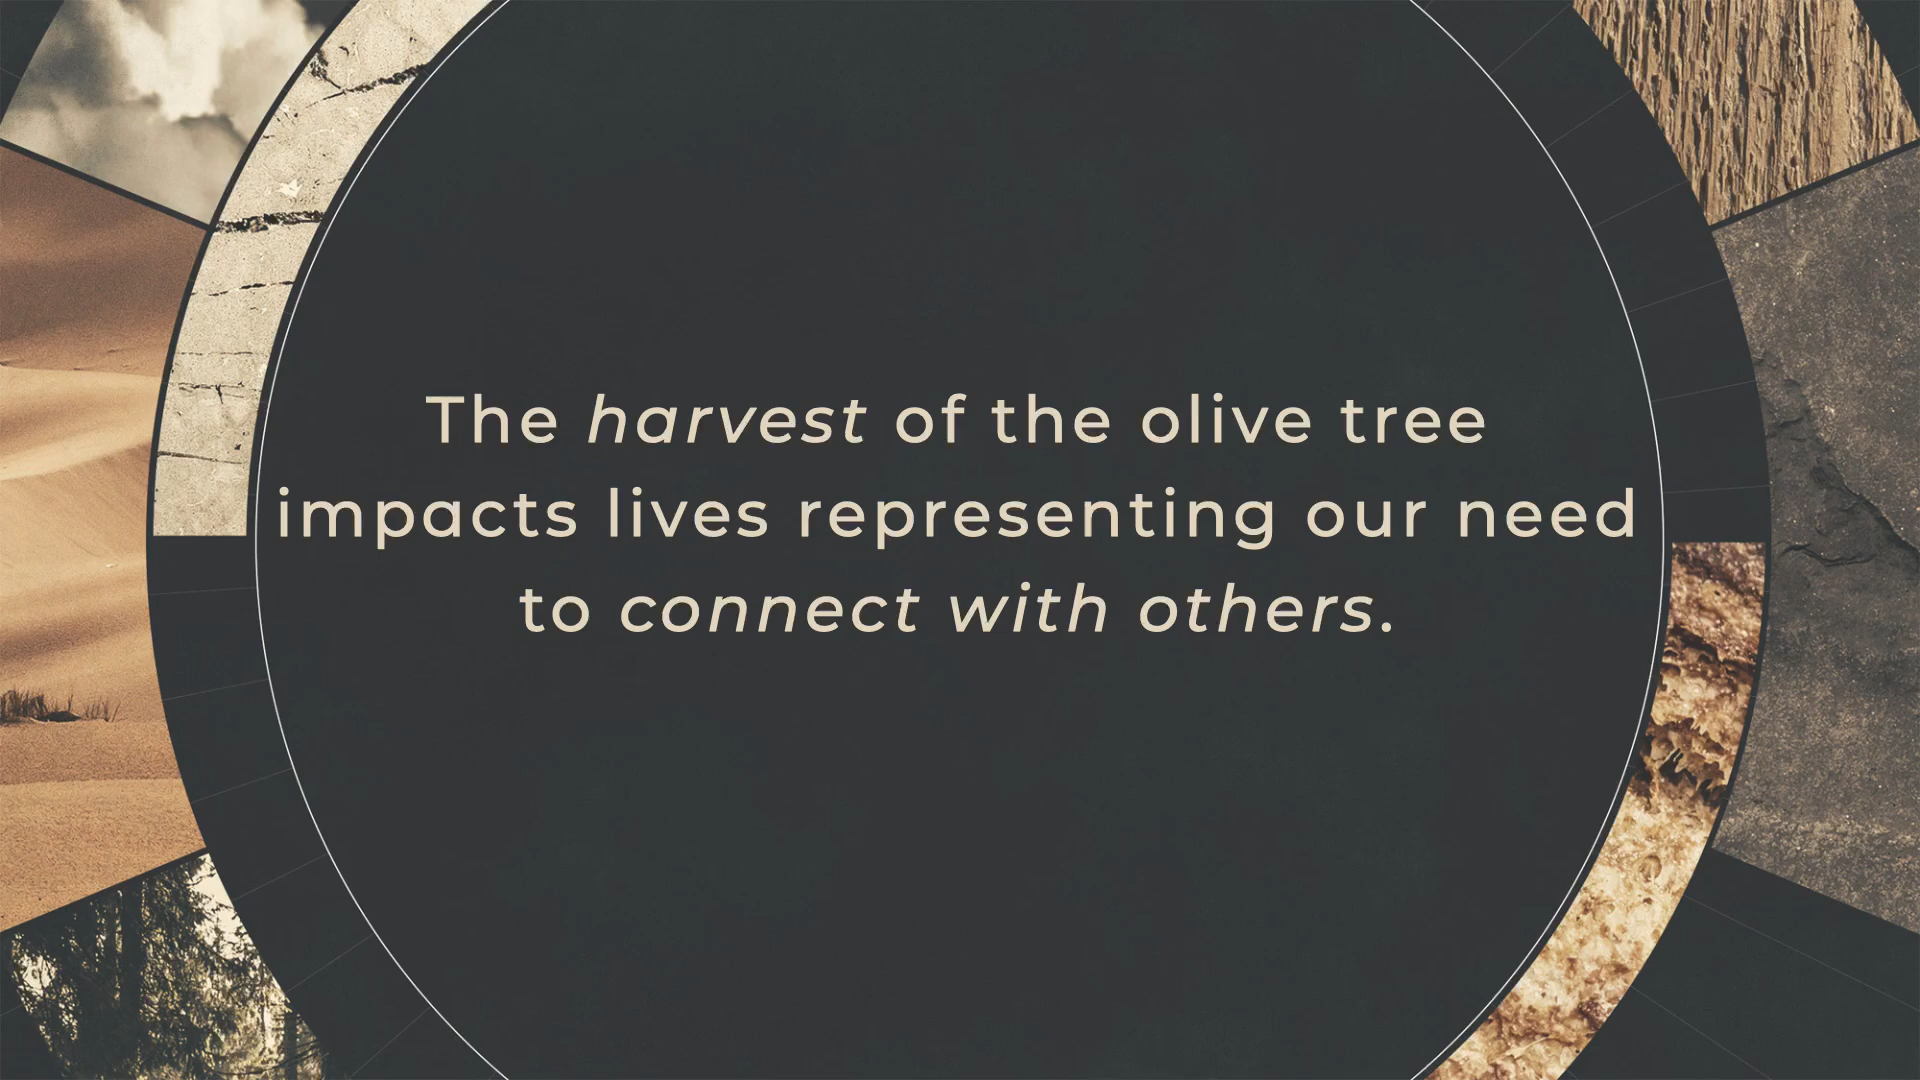 The harvest of the olive tree
impacts lives representing our need
to connect with others.